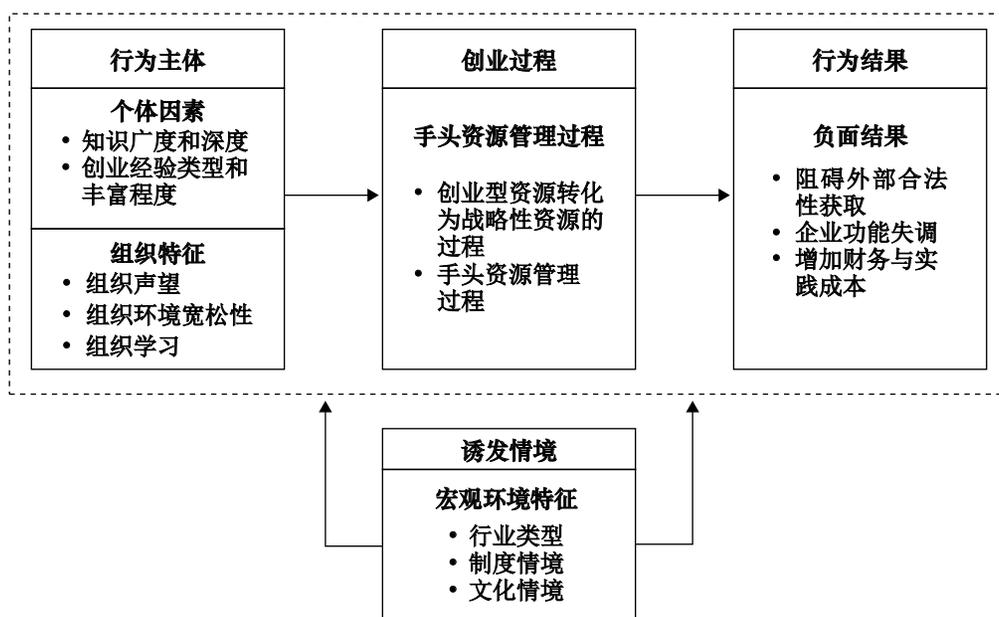 行为主体
个体因素
• 知识广度和深度
• 创业经验类型和
丰富程度
组织特征
• 组织声望
• 组织环境宽松性
• 组织学习
创业过程
手头资源管理过程
• 创业型资源转化
为战略性资源的
过程
• 手头资源管理
过程
行为结果
负面结果
• 阻碍外部合法
性获取
• 企业功能失调
• 增加财务与实
践成本
诱发情境
宏观环境特征
• 行业类型
• 制度情境
• 文化情境